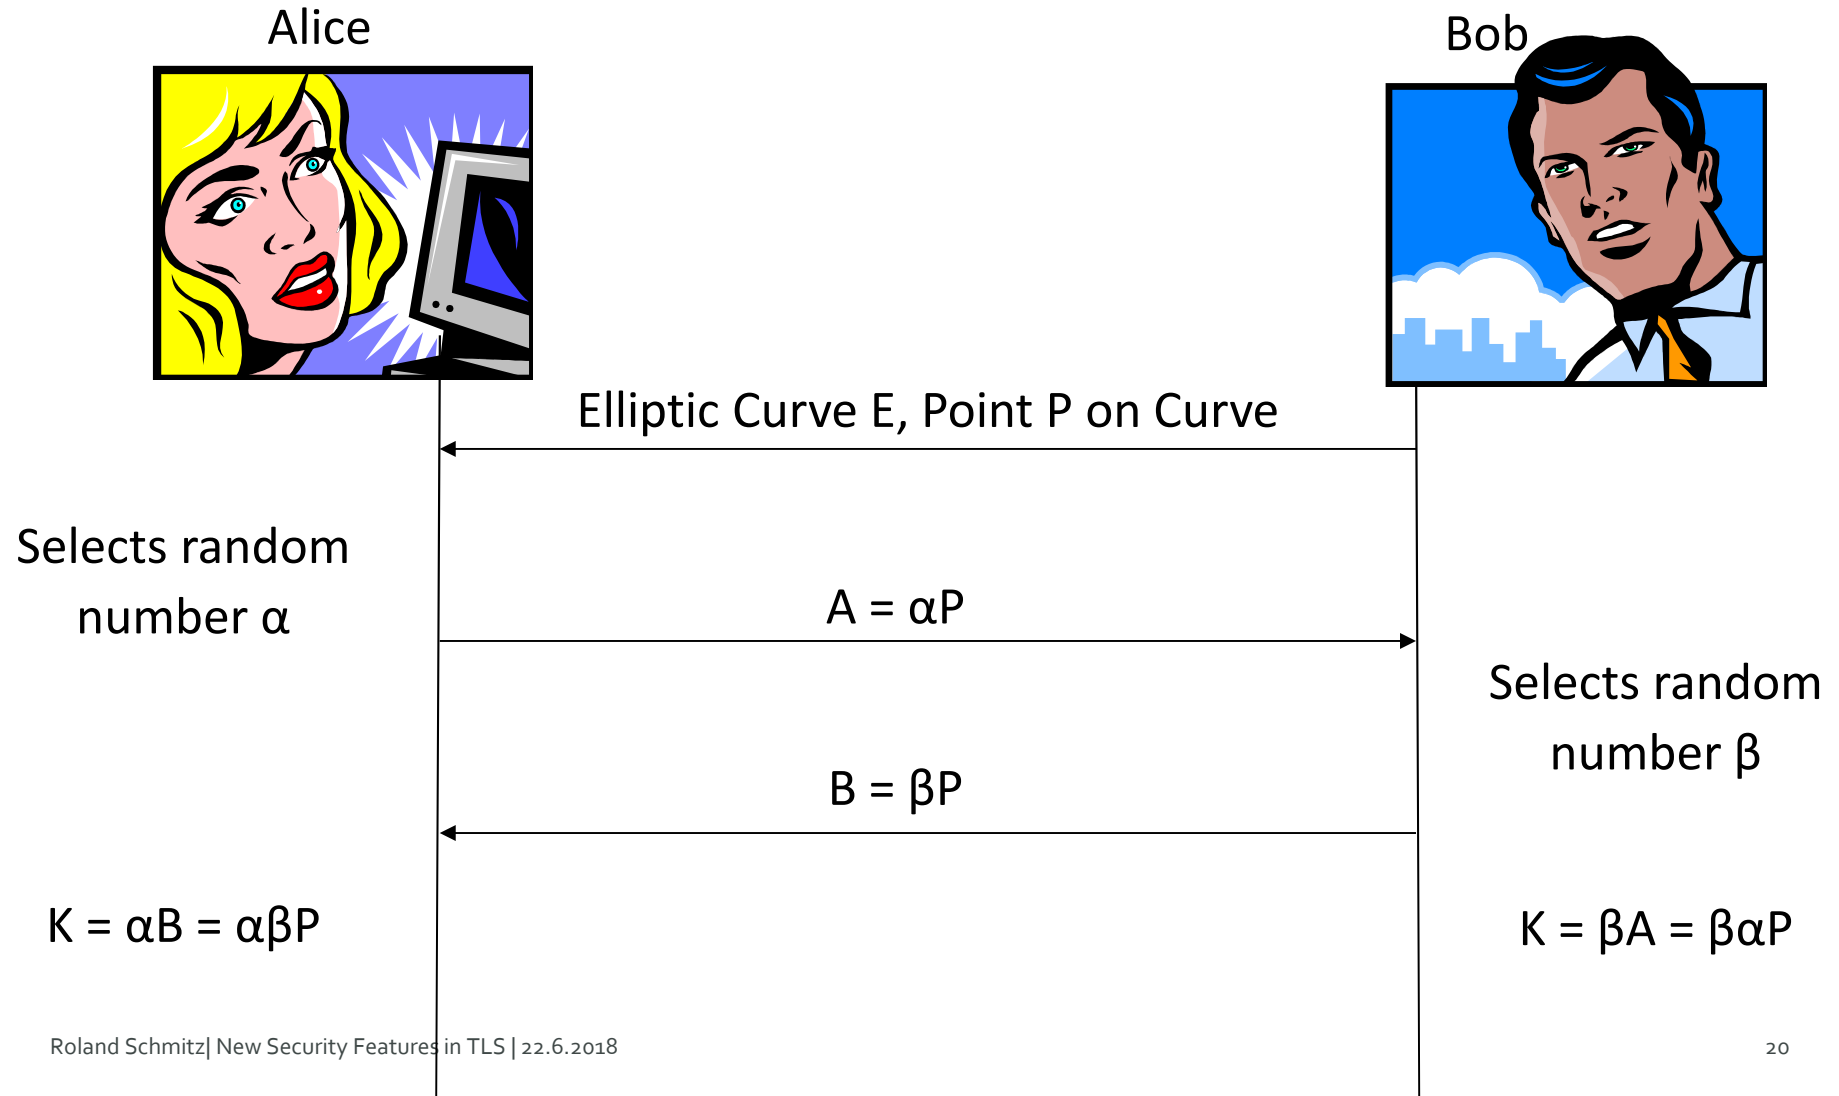 Alice
Bob
Elliptic Curve E, Point P on Curve
Selects random
number α
A = αP
Selects random
number β
B = βP
K = αB = αβP
K = βA = βαP
Roland Schmitz| New Security Features in TLS | 22.6.2018
20